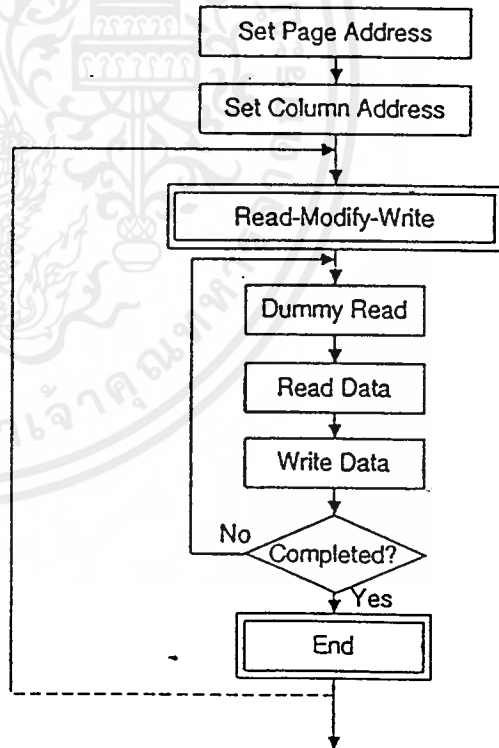 Set Page Address
Set Column Address
Read-Modify-Write
Dummy Read
Read Data
Write Data
No
Completed?
Yes
End